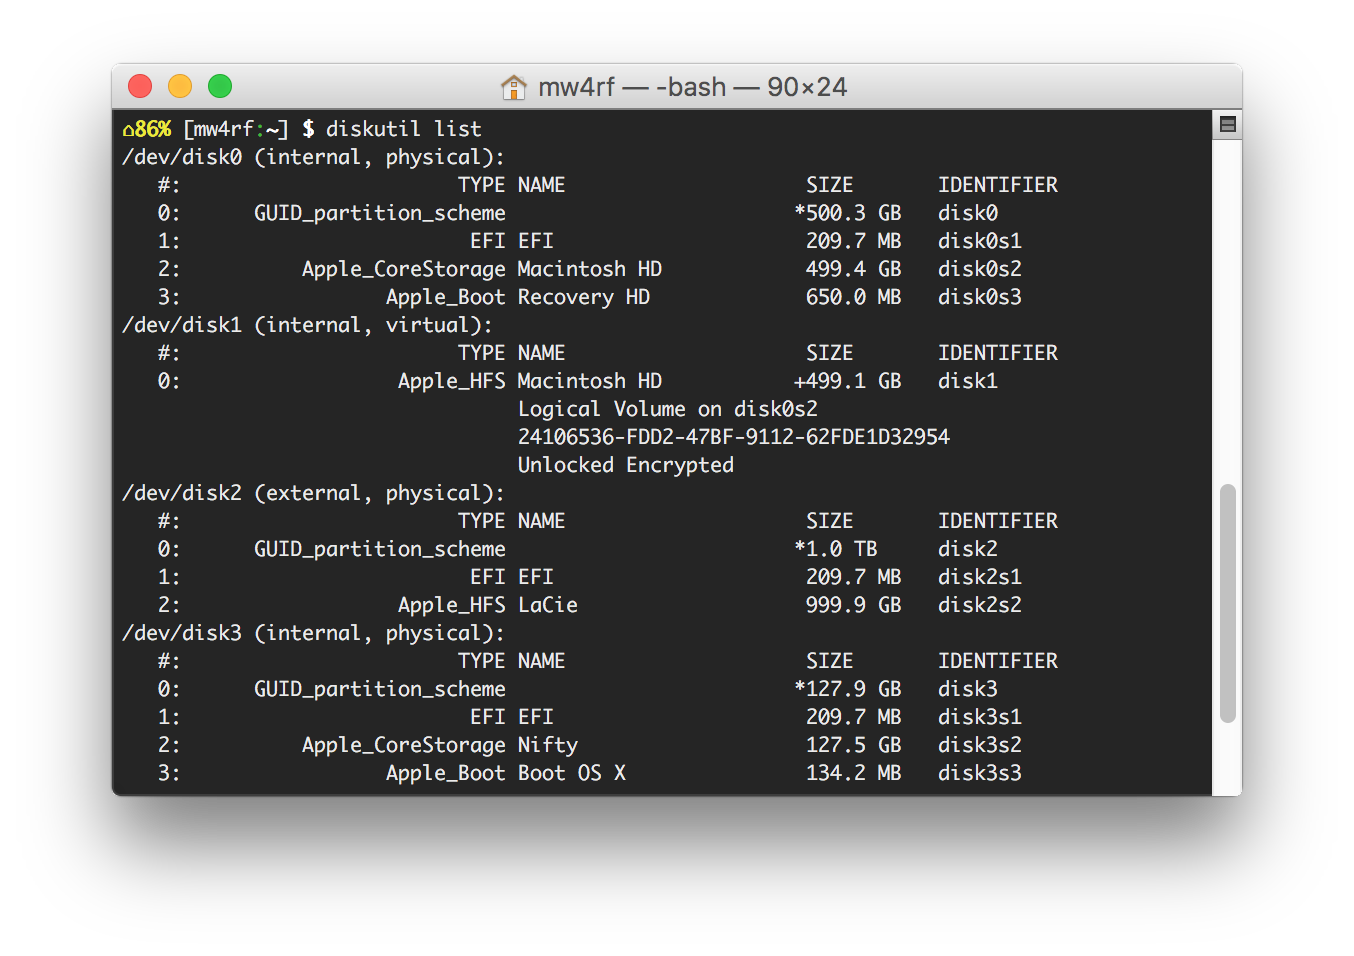 mw4rf — -bash — 90×24
⌂86% [mw4rf:~] $ diskutil list
/dev/disk0 (internal, physical):
   #:                       TYPE NAME                    SIZE       IDENTIFIER
   0:      GUID_partition_scheme                        *500.3 GB   disk0
   1:                        EFI EFI                     209.7 MB   disk0s1
   2:          Apple_CoreStorage Macintosh HD            499.4 GB   disk0s2
   3:                 Apple_Boot Recovery HD             650.0 MB   disk0s3
/dev/disk1 (internal, virtual):
   #:                       TYPE NAME                    SIZE       IDENTIFIER
   0:                  Apple_HFS Macintosh HD           +499.1 GB   disk1
                                 Logical Volume on disk0s2
                                 24106536-FDD2-47BF-9112-62FDE1D32954
                                 Unlocked Encrypted
/dev/disk2 (external, physical):
   #:                       TYPE NAME                    SIZE       IDENTIFIER
   0:      GUID_partition_scheme                        *1.0 TB     disk2
   1:                        EFI EFI                     209.7 MB   disk2s1
   2:                  Apple_HFS LaCie                   999.9 GB   disk2s2
/dev/disk3 (internal, physical):
   #:                       TYPE NAME                    SIZE       IDENTIFIER
   0:      GUID_partition_scheme                        *127.9 GB   disk3
   1:                        EFI EFI                     209.7 MB   disk3s1
   2:          Apple_CoreStorage Nifty                   127.5 GB   disk3s2
   3:                 Apple_Boot Boot OS X               134.2 MB   disk3s3